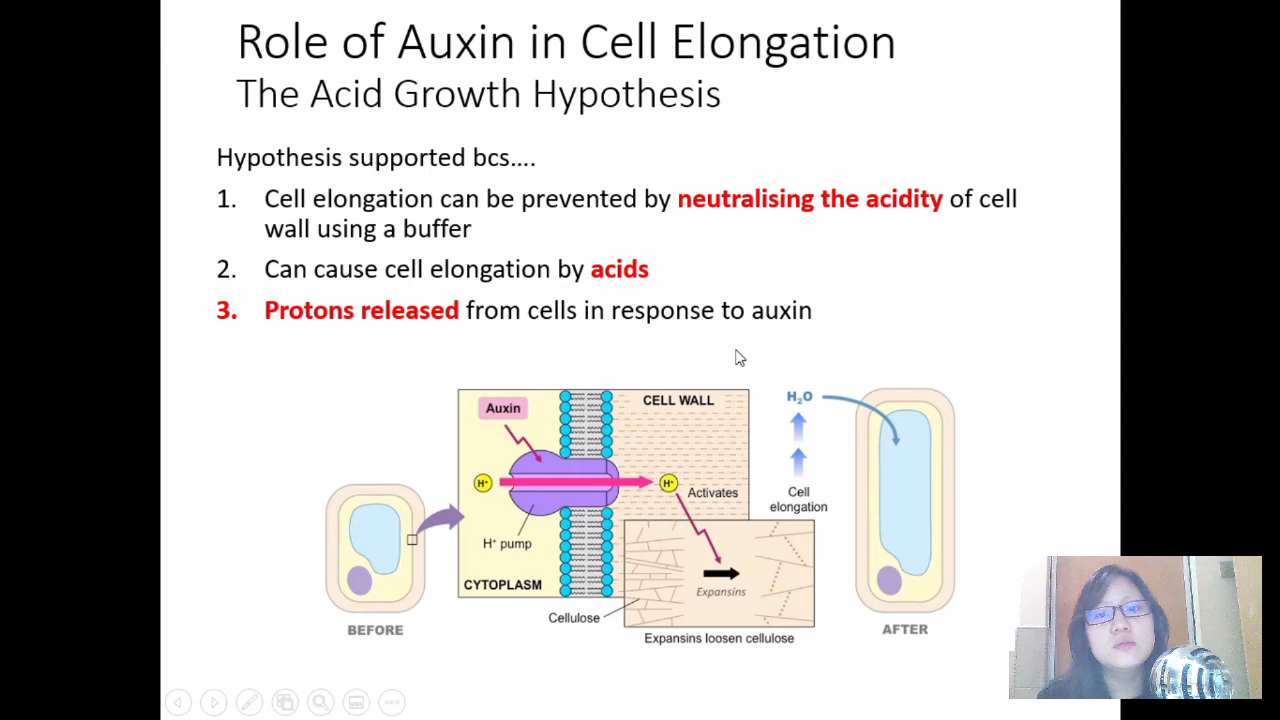 Role of Auxin in Cell Elongation
The Acid Growth Hypothesis
Hypothesis supported bcs....
1. Cell elongation can be prevented by neutralising the acidity of cell
wall using a buffer
2. Can cause cell elongation by acids
3. Protons released from cells in response to auxin
Auxin
CELL WALL
H₂O
H⁺
H⁺
Activates
Cell
elongation
H⁺ pump
CYTOPLASM
Expansins
Cellulose
Expansins loosen cellulose
BEFORE
AFTER